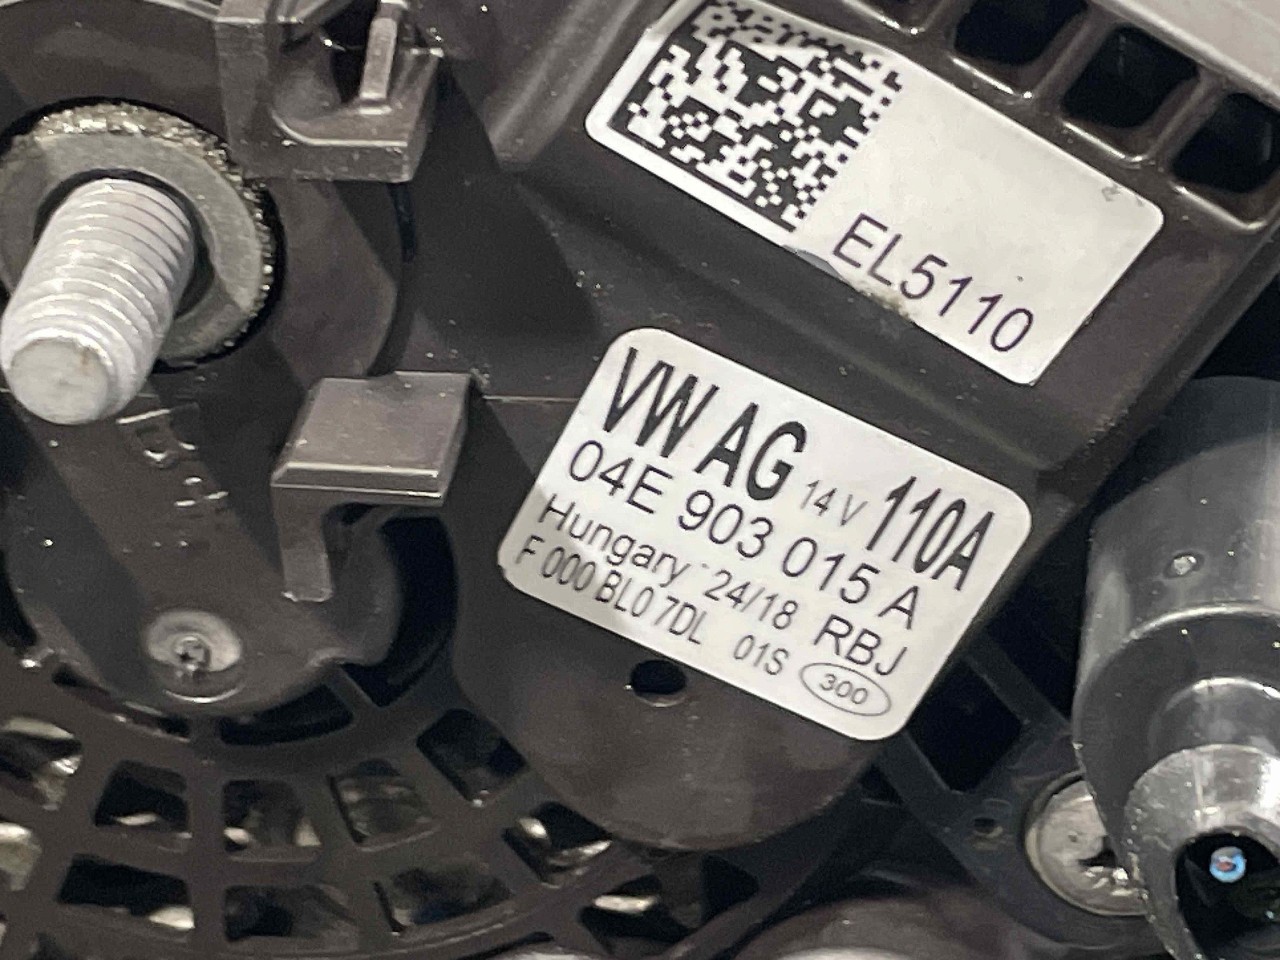 EL5110
VW AG 14 V 110A
04E 903 015 A
Hungary 24/18 RBJ
F 000 BL0 7DL 01S 300